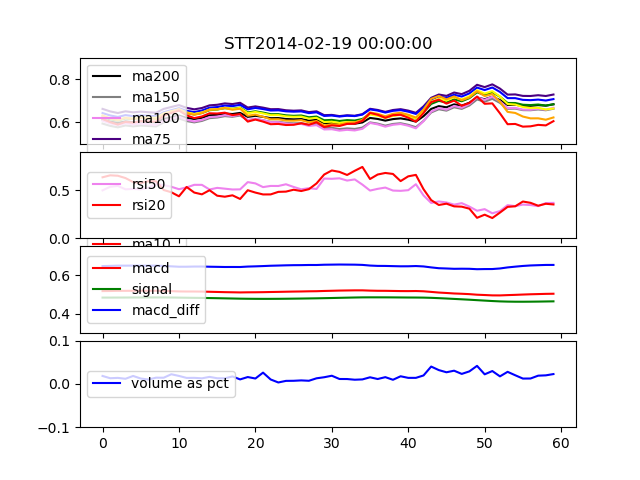 STT2014-02-19 00:00:00
0.8
0.6
ma200
ma150
ma100
ma75
0.5
0.0
rsi50
rsi20
ma10
0.6
0.4
macd
signal
macd_diff
0.1
0.0
−0.1
volume as pct
0 10 20 30 40 50 60